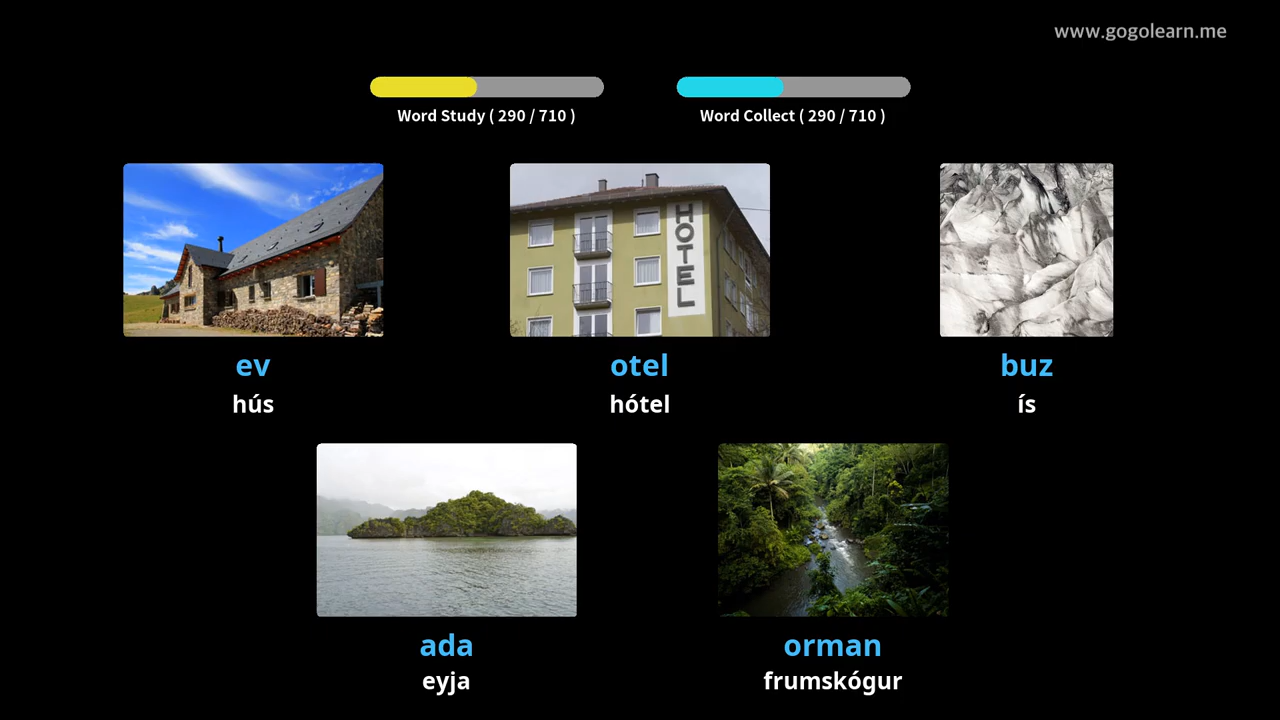 www.gogolearn.me
Word Study ( 290 / 710 )
Word Collect ( 290 / 710 )
HOTEL
ev
otel
buz
hús
hótel
ís
ada
orman
eyja
frumskógur